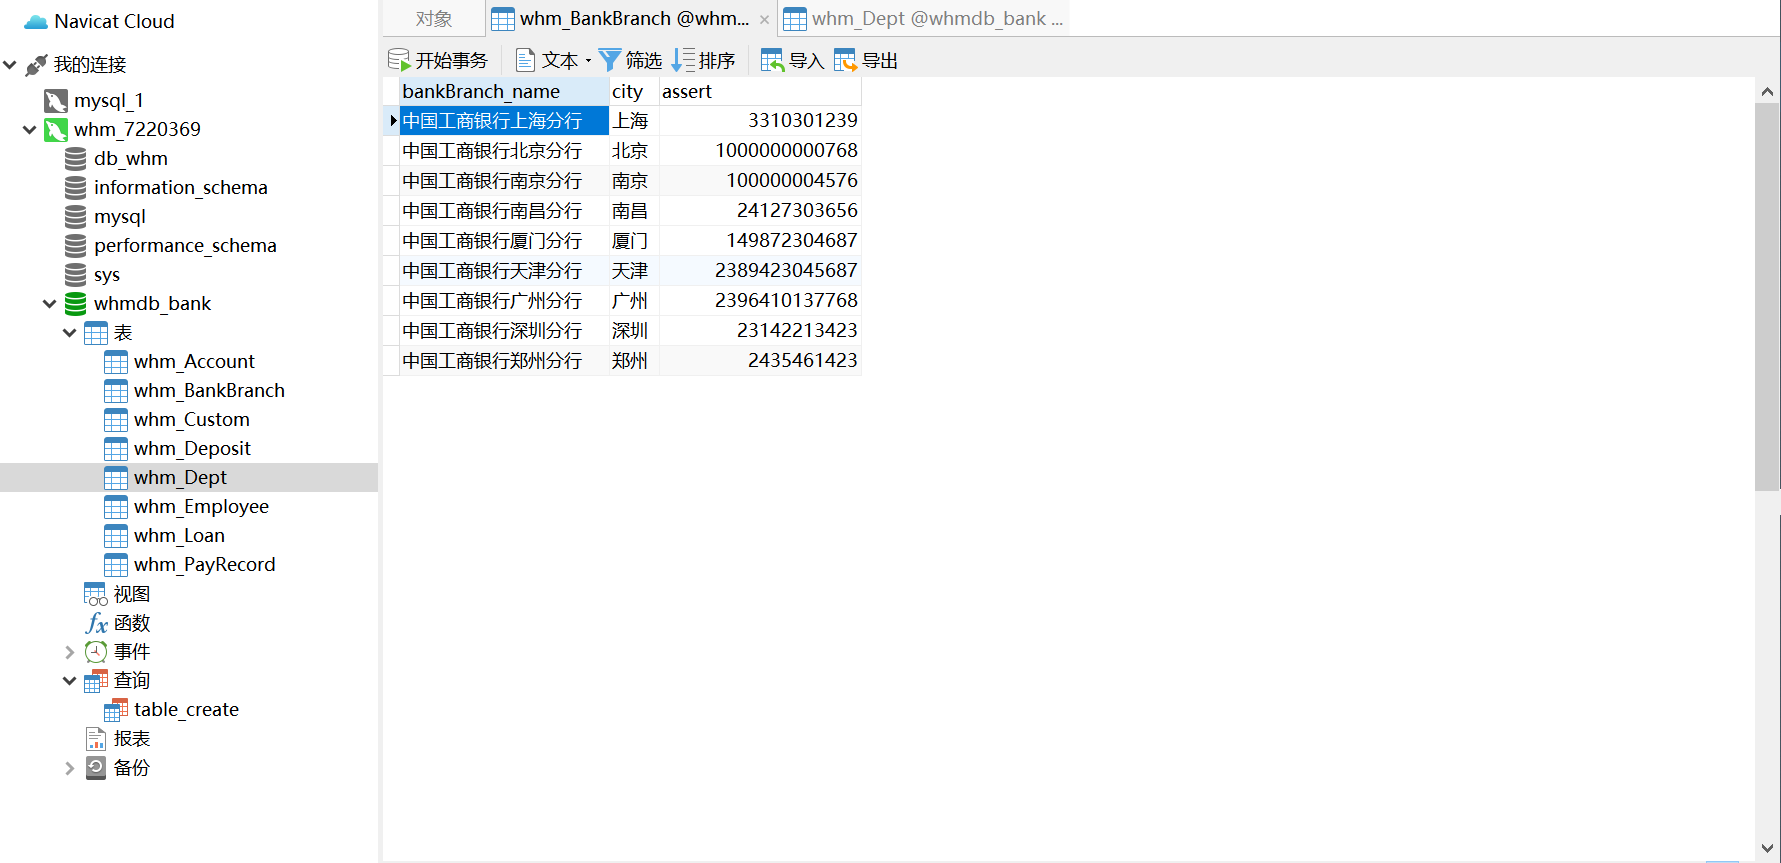 Navicat Cloud
我的连接
mysql_1
whm_7220369
db_whm
information_schema
mysql
performance_schema
sys
whmdb_bank
表
whm_Account
whm_BankBranch
whm_Custom
whm_Deposit
whm_Dept
whm_Employee
whm_Loan
whm_PayRecord
视图
fx 函数
事件
查询
table_create
报表
备份
对象 whm_BankBranch @whm... × whm_Dept @whmdb_bank ...
开始事务 文本 筛选 排序 导入 导出
bankBranch_name city assert
中国工商银行上海分行 上海 3310301239
中国工商银行北京分行 北京 1000000000768
中国工商银行南京分行 南京 100000004576
中国工商银行南昌分行 南昌 24127303656
中国工商银行厦门分行 厦门 149872304687
中国工商银行天津分行 天津 2389423045687
中国工商银行广州分行 广州 2396410137768
中国工商银行深圳分行 深圳 23142213423
中国工商银行郑州分行 郑州 2435461423